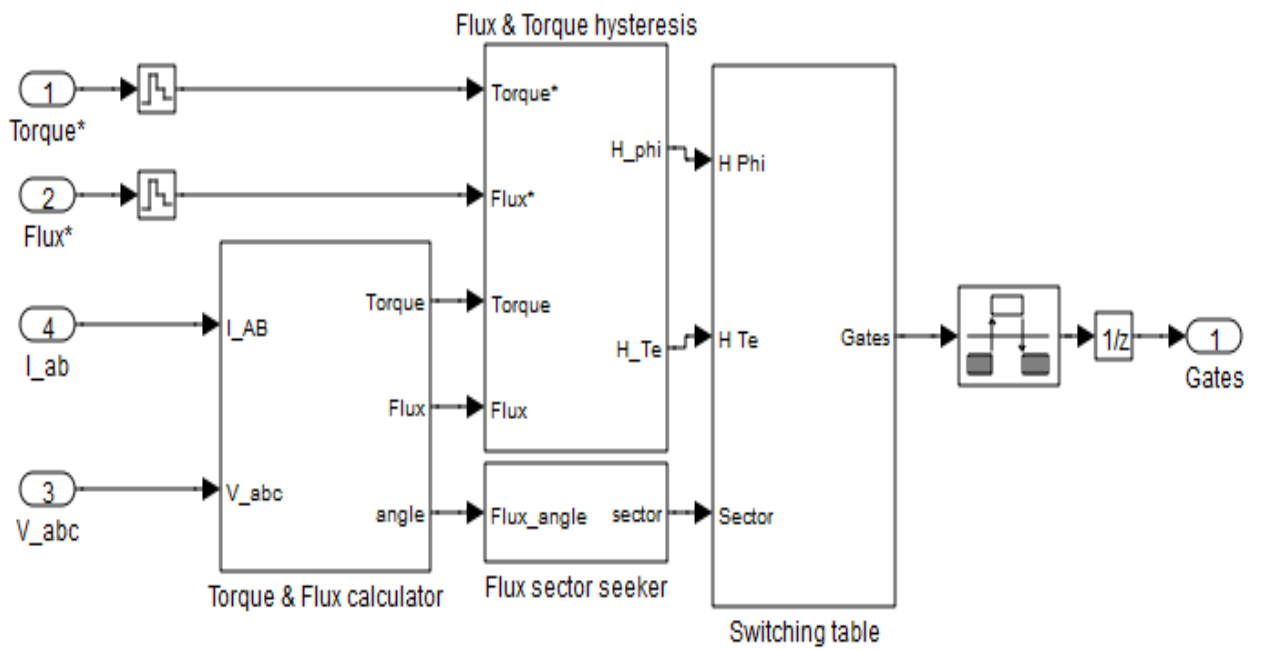 Flux & Torque hysteresis
1
Torque*
Torque*
H_phi
H Phi
2
Flux*
Flux*
Torque
Torque
4
I_ab
I_AB
H_Te
H Te
Gates
1/z
1
Gates
Flux
Flux
3
V_abc
V_abc
angle
Flux_angle
sector
Sector
Torque & Flux calculator
Flux sector seeker
Switching table